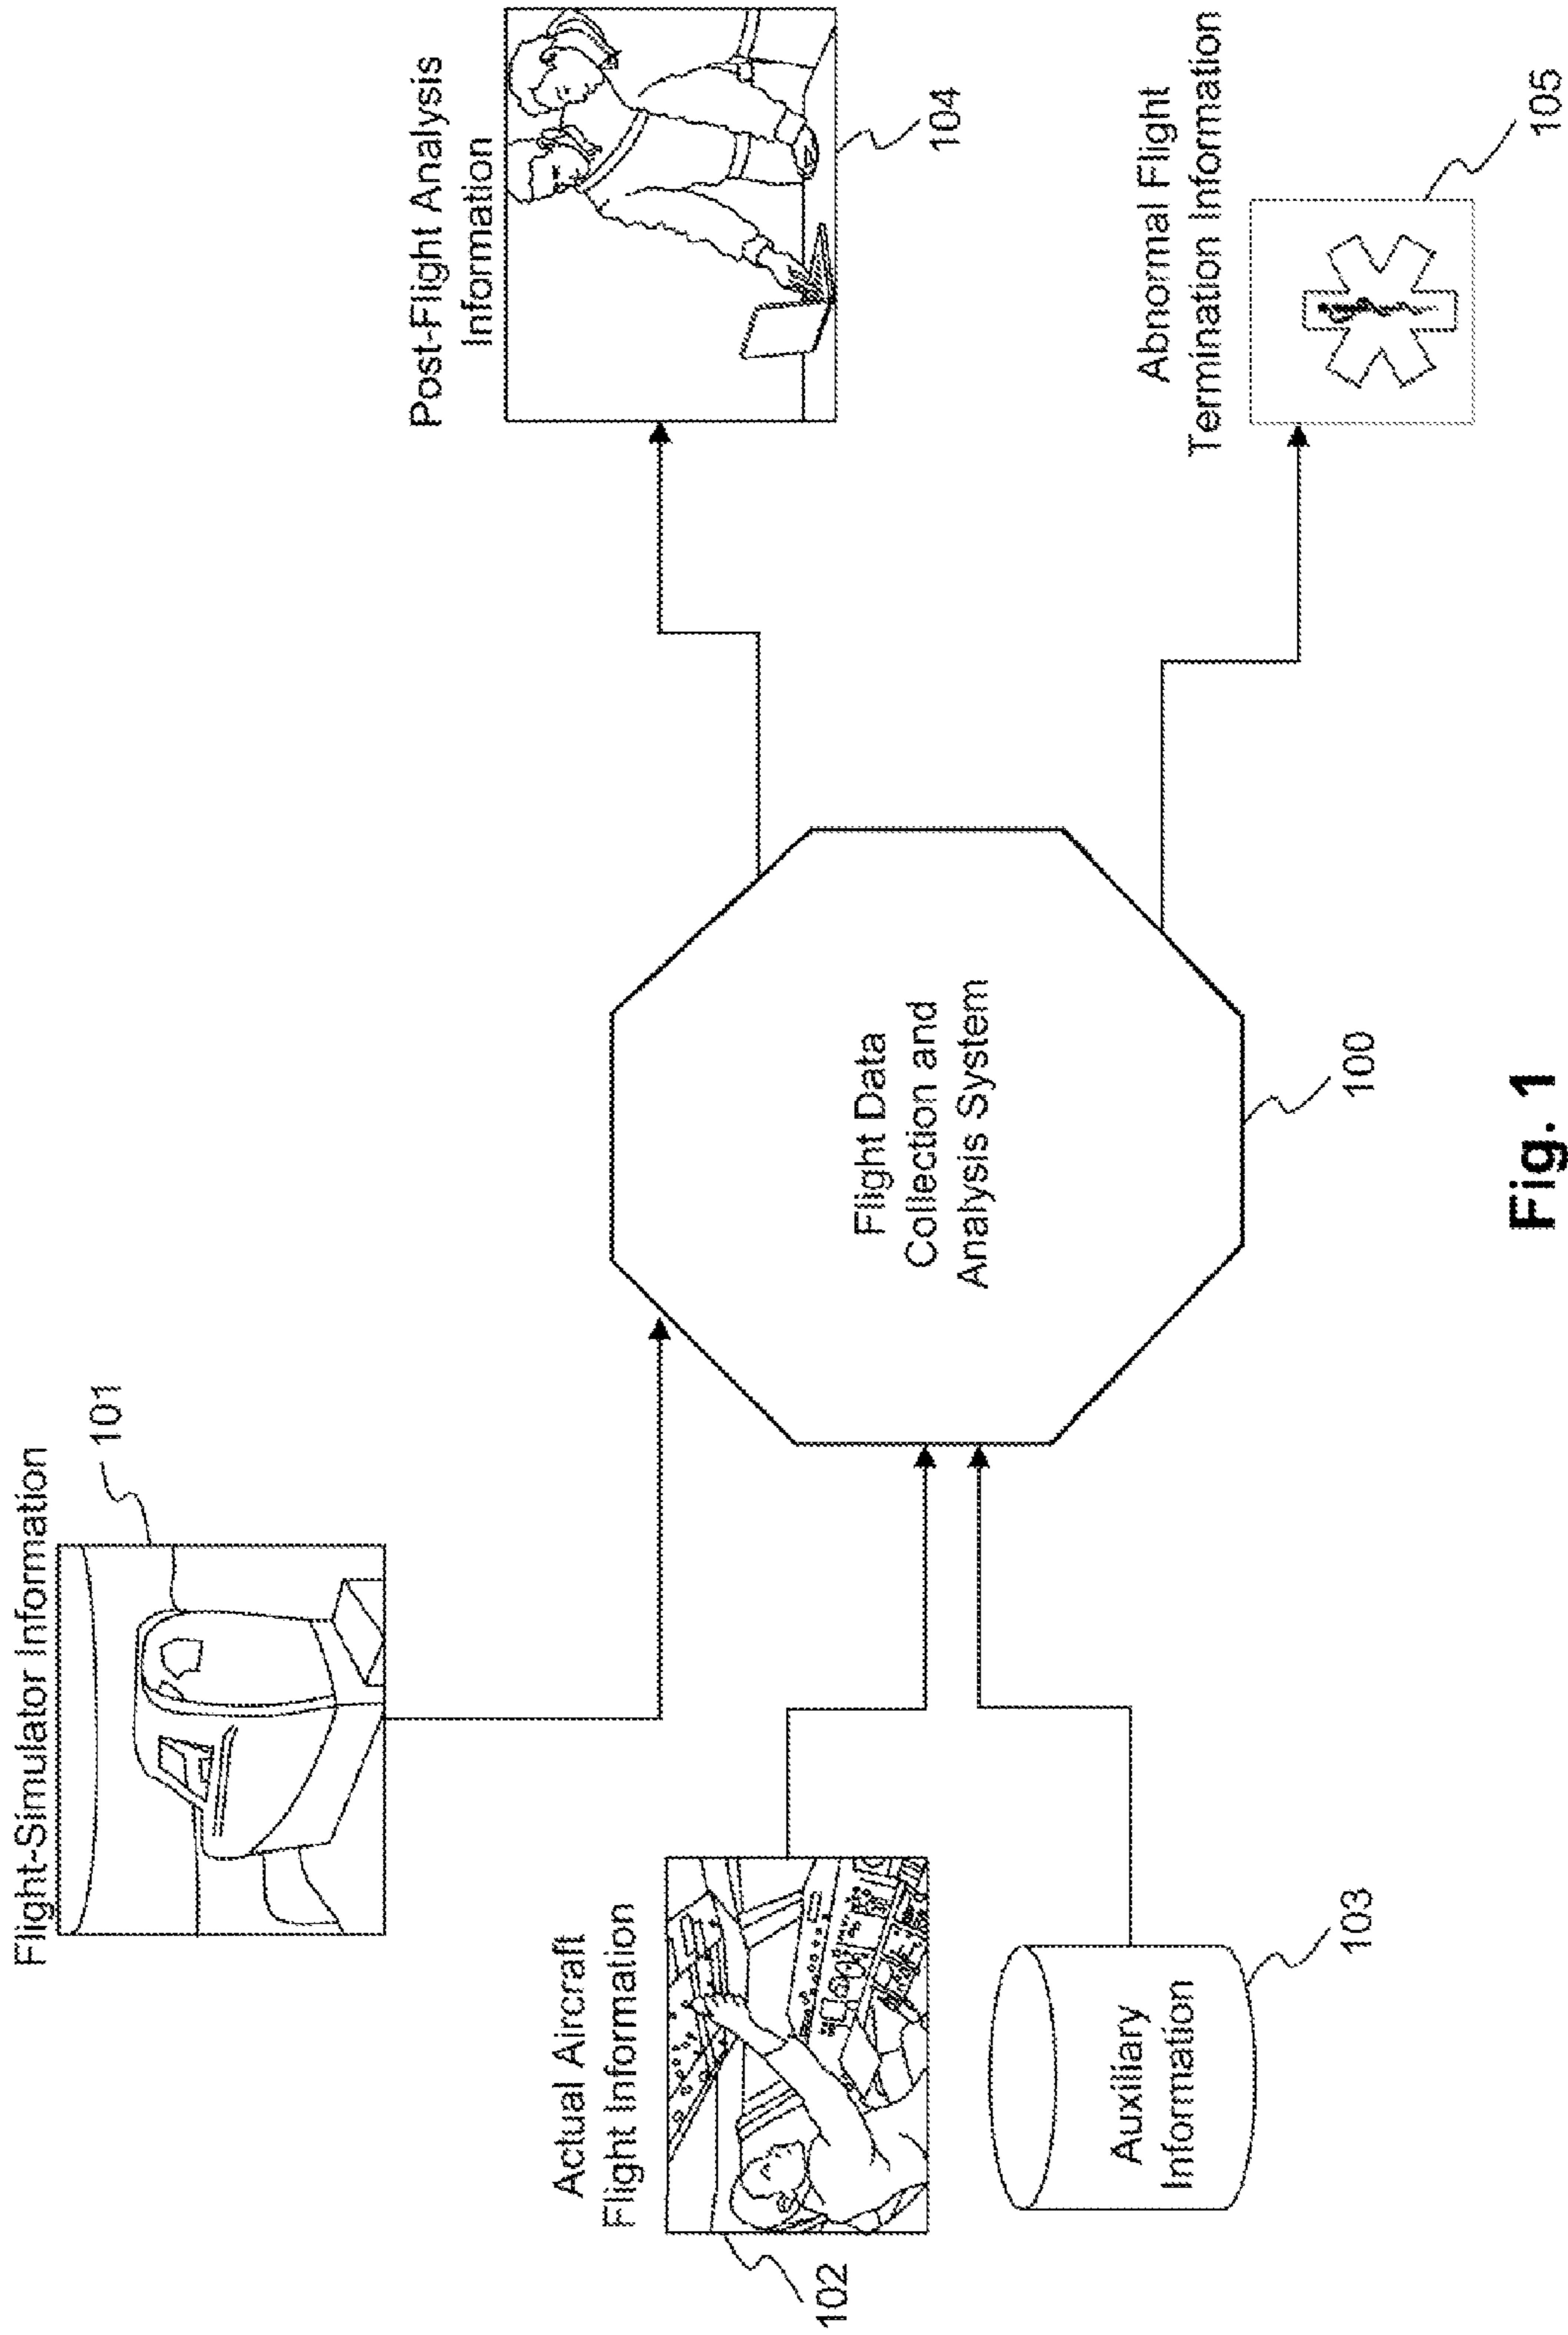 Flight-Simulator Information
101
Actual Aircraft
Flight Information
102
Auxiliary
Information
103
Flight Data
Collection and
Analysis System
100
Post-Flight Analysis
Information
104
Abnormal Flight
Termination Information
105
Fig. 1